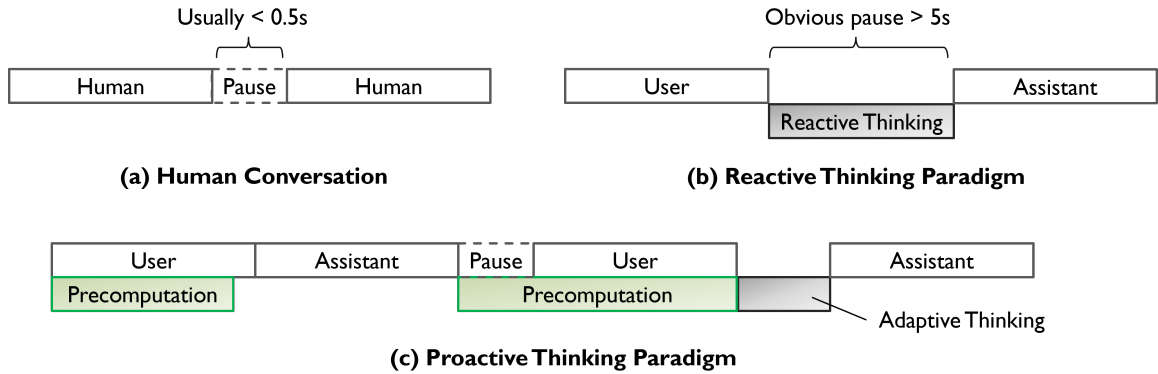 Usually < 0.5s
Human
Pause
Human
(a) Human Conversation
Obvious pause > 5s
User
Assistant
Reactive Thinking
(b) Reactive Thinking Paradigm
User
Assistant
Pause
User
Assistant
Precomputation
Precomputation
Adaptive Thinking
(c) Proactive Thinking Paradigm